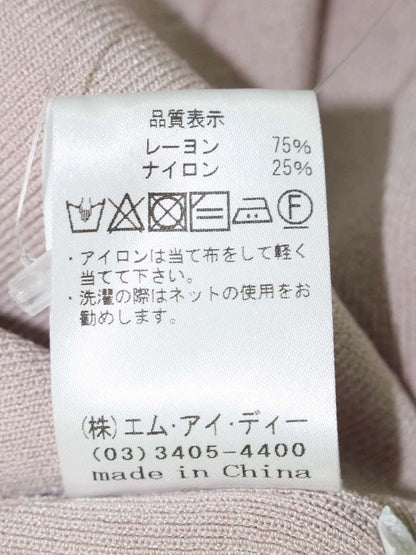 品質表示
レーヨン 75%
ナイロン 25%
F
・アイロンは当て布をして軽く
当てて下さい。
・洗濯の際はネットの使用をお
勧めします。
(株)エム・アイ・ディー
(03)3405-4400
made in China